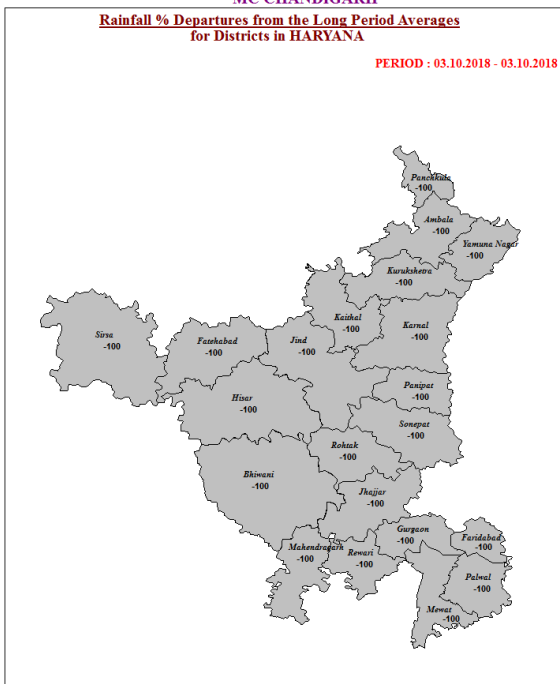 MC CHANDIGARH
Rainfall % Departures from the Long Period Averages
for Districts in HARYANA
PERIOD : 03.10.2018 - 03.10.2018
Panchkula
-100
Ambala
-100
Yamuna Nagar
-100
Kurukshetra
-100
Kaithal
-100
Karnal
-100
Sirsa
-100
Fatehabad
-100
Jind
-100
Panipat
-100
Hisar
-100
Sonepat
-100
Rohtak
-100
Bhiwani
-100
Jhajjar
-100
Gurgaon
-100
Faridabad
-100
Mahendragarh
-100
Rewari
-100
Palwal
-100
Mewat
-100